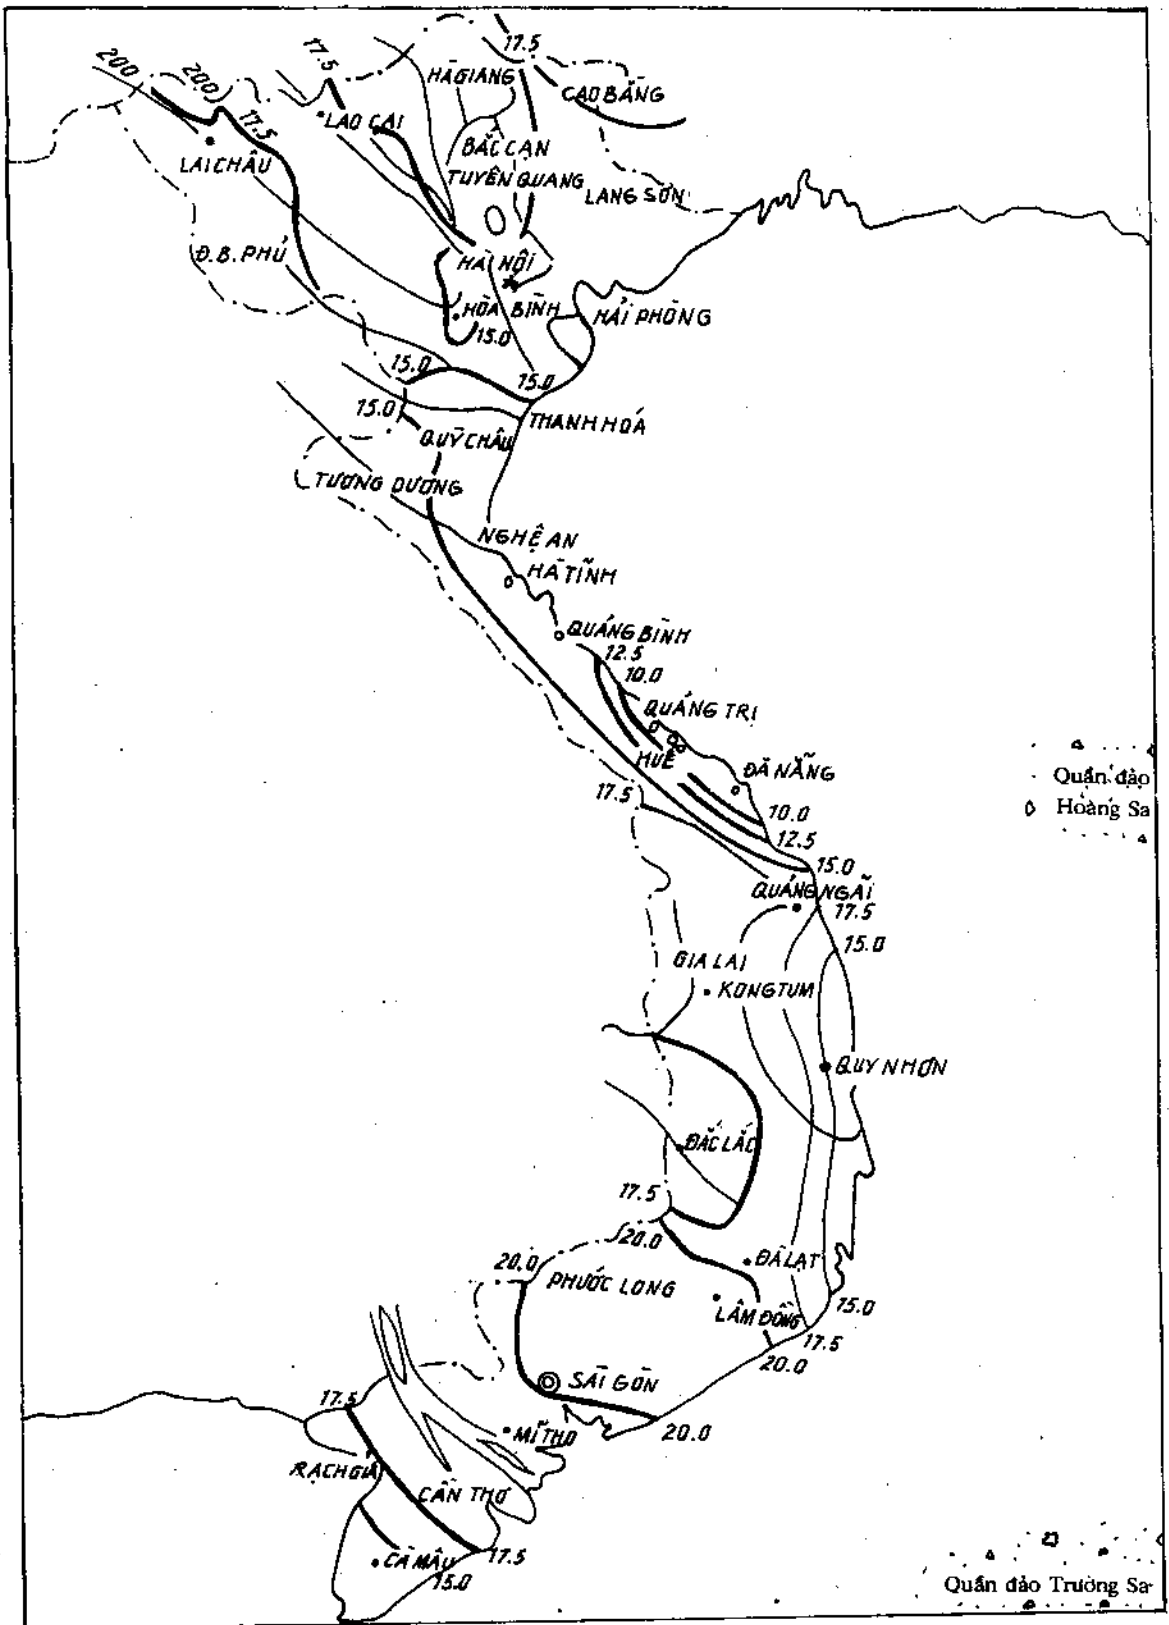 200
200
17.5
17.5
17.5
HÀ GIANG
CAO BẰNG
LAO CAI
LAI CHÂU
BẮC CẠN
TUYÊN QUANG
LANG SƠN
Đ.B. PHỦ
HÀ NỘI
HÒA BÌNH
HẢI PHÒNG
15.0
15.0
15.0
15.0
THANH HOÁ
QUỲ CHÂU
TƯƠNG DƯƠNG
NGHỆ AN
HÀ TĨNH
QUẢNG BÌNH
12.5
10.0
QUẢNG TRỊ
HUẾ
ĐÀ NẴNG
Quần đảo
Hoàng Sa
17.5
10.0
12.5
15.0
QUẢNG NGÃI
17.5
15.0
GIA LAI
KONGTUM
QUY NHƠN
ĐẮC LẮC
17.5
20.0
20.0
PHƯỚC LONG
ĐÀ LẠT
LÂM ĐỒNG
15.0
17.5
20.0
SÀI GÒN
17.5
MĨ THO
20.0
RẠCH GIÁ
CẦN THƠ
CÀ MÂU
17.5
15.0
Quần đảo Trường Sa